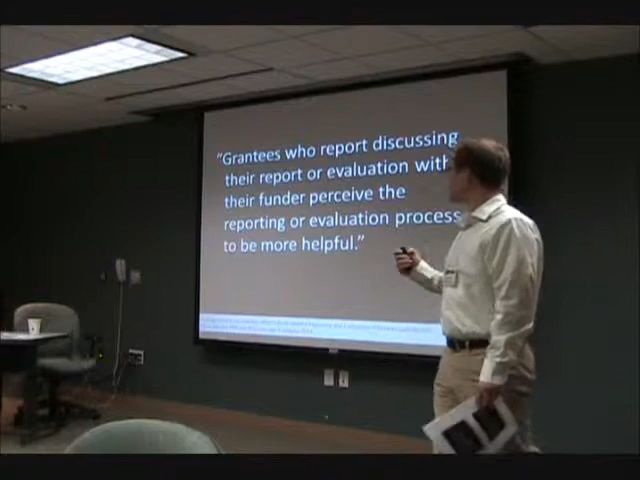 “Grantees who report discussing
their report or evaluation with
their funder perceive the
reporting or evaluation process
to be more helpful.”